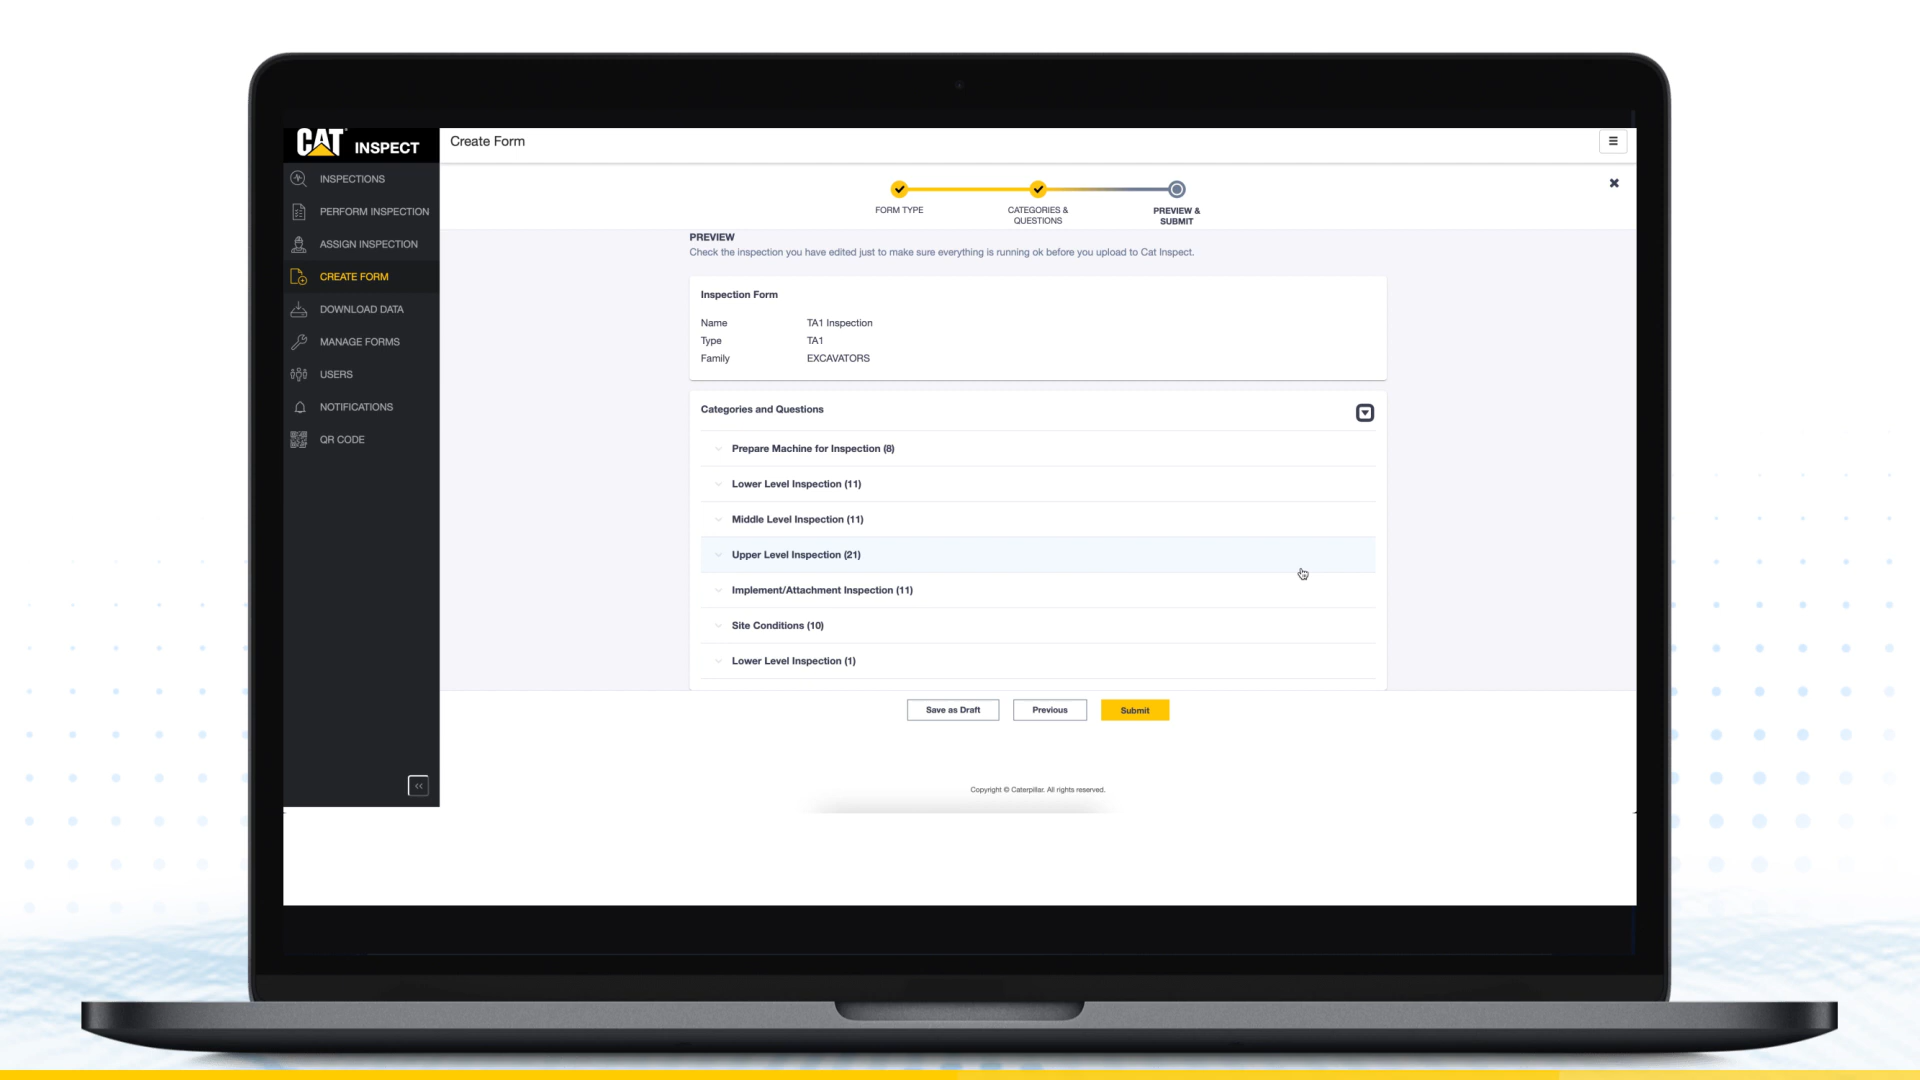 CAT INSPECT
Create Form
INSPECTIONS
PERFORM INSPECTION
ASSIGN INSPECTION
CREATE FORM
DOWNLOAD DATA
MANAGE FORMS
USERS
NOTIFICATIONS
QR CODE
FORM TYPE
CATEGORIES &
QUESTIONS
PREVIEW &
SUBMIT
PREVIEW
Check the inspection you have edited just to make sure everything is running ok before you upload to Cat Inspect.
Inspection Form
Name TA1 Inspection
Type TA1
Family EXCAVATORS
Categories and Questions
Prepare Machine for Inspection (8)
Lower Level Inspection (11)
Middle Level Inspection (11)
Upper Level Inspection (21)
Implement/Attachment Inspection (11)
Site Conditions (10)
Lower Level Inspection (1)
Save as Draft Previous Submit
Copyright © Caterpillar. All rights reserved.